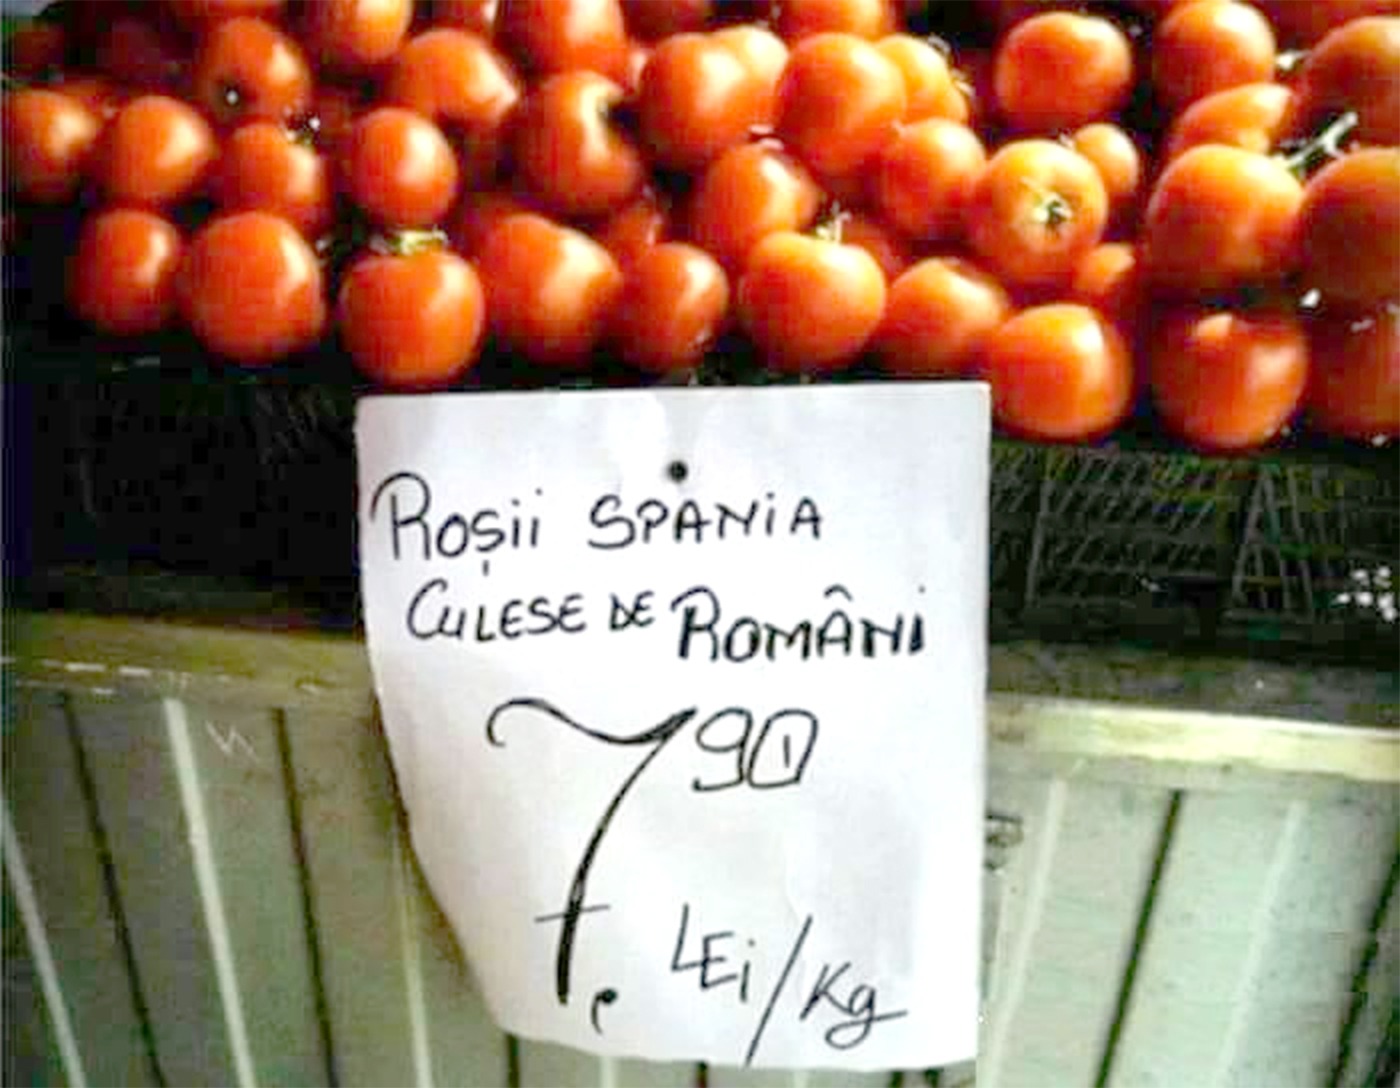 Roșii SPANiA
CULESE DE ROMÂNi
7,90
LEi/Kg